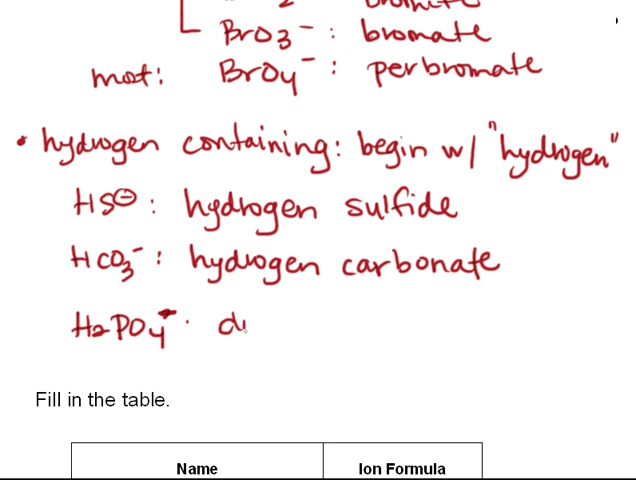 BrO3⁻ : bromate
most: BrO4⁻ : perbromate
• hydrogen containing: begin w/ "hydrogen"
HS⊖ : hydrogen sulfide
HCO3⁻ : hydrogen carbonate
H2PO4⁻ : di
Fill in the table.
Name Ion Formula